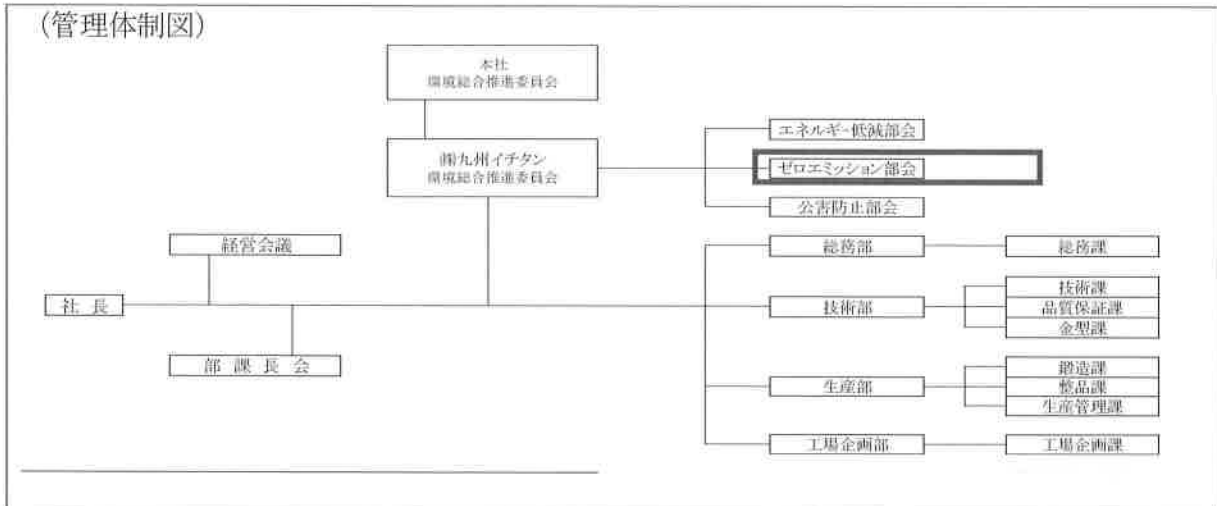 (管理体制図)
本社
環境総合推進委員会
㈱九州イチタン
環境総合推進委員会
エネルギー低減部会
ゼロエミッション部会
公害防止部会
経営会議
社長
部課長会
総務部
総務課
技術部
技術課
品質保証課
金型課
生産部
鍛造課
整品課
生産管理課
工場企画部
工場企画課